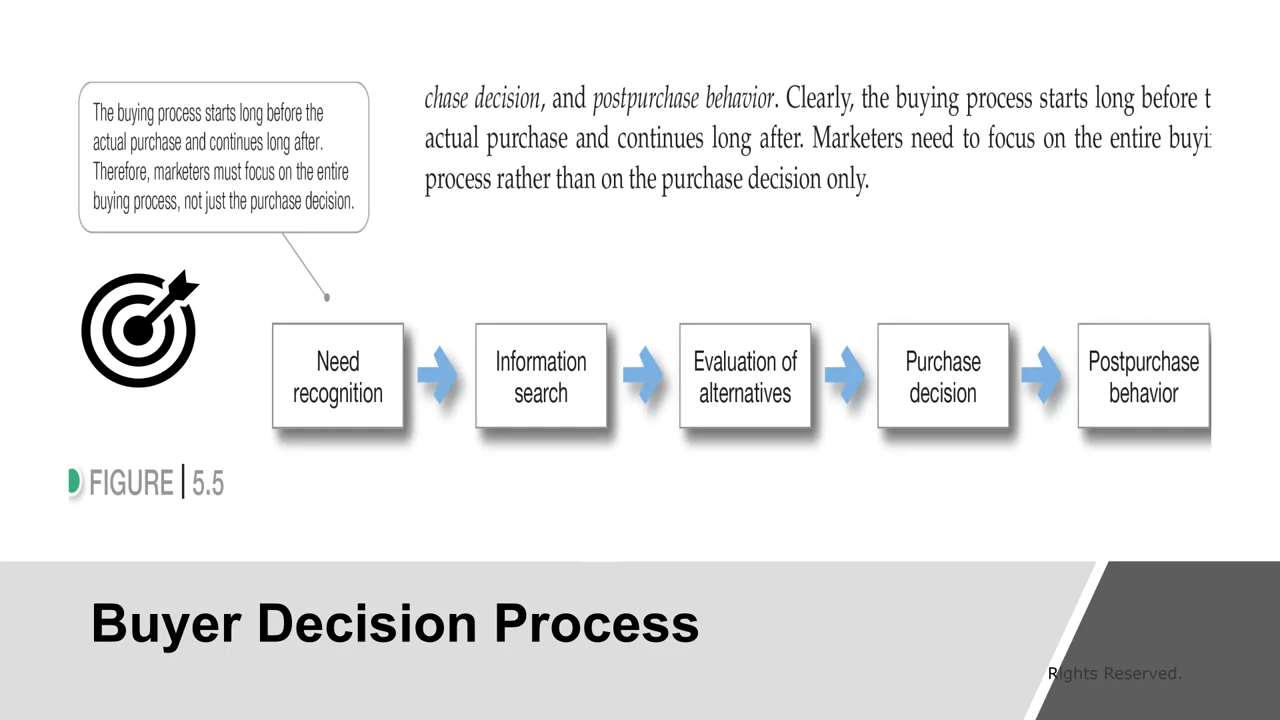 The buying process starts long before the
actual purchase and continues long after.
Therefore, marketers must focus on the entire
buying process, not just the purchase decision.
chase decision, and postpurchase behavior. Clearly, the buying process starts long before t
actual purchase and continues long after. Marketers need to focus on the entire buyi
process rather than on the purchase decision only.
Need
recognition
Information
search
Evaluation of
alternatives
Purchase
decision
Postpurchase
behavior
FIGURE | 5.5
Buyer Decision Process
Rights Reserved.